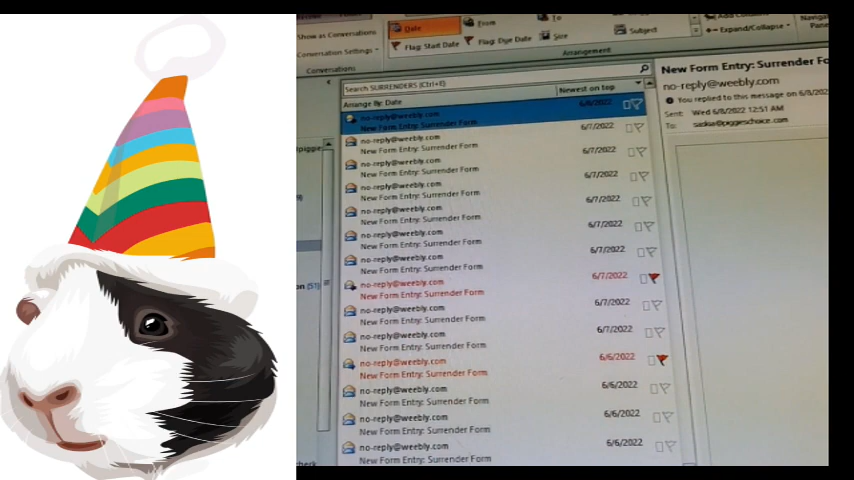 Show as Conversations
Conversation Settings
Conversations
Date
From
To
Flag: Start Date
Flag: Due Date
Size
Subject
Expand/Collapse
Arrangement
Search SURRENDERS (Ctrl+E)
Arrange By: Date
Newest on top
no-reply@weebly.com 6/8/2022
New Form Entry: Surrender Form
no-reply@weebly.com 6/7/2022
New Form Entry: Surrender Form
no-reply@weebly.com 6/7/2022
New Form Entry: Surrender Form
no-reply@weebly.com 6/7/2022
New Form Entry: Surrender Form
no-reply@weebly.com 6/7/2022
New Form Entry: Surrender Form
no-reply@weebly.com 6/7/2022
New Form Entry: Surrender Form
no-reply@weebly.com 6/7/2022
New Form Entry: Surrender Form
no-reply@weebly.com 6/7/2022
New Form Entry: Surrender Form
no-reply@weebly.com 6/7/2022
New Form Entry: Surrender Form
no-reply@weebly.com 6/7/2022
New Form Entry: Surrender Form
no-reply@weebly.com 6/6/2022
New Form Entry: Surrender Form
no-reply@weebly.com 6/6/2022
New Form Entry: Surrender Form
no-reply@weebly.com 6/6/2022
New Form Entry: Surrender Form
no-reply@weebly.com 6/6/2022
New Form Entry: Surrender Form
New Form Entry: Surrender Fo
no-reply@weebly.com
You replied to this message on 6/8/202
Sent: Wed 6/8/2022 12:51 AM
To: saskia@piggieschoice.com